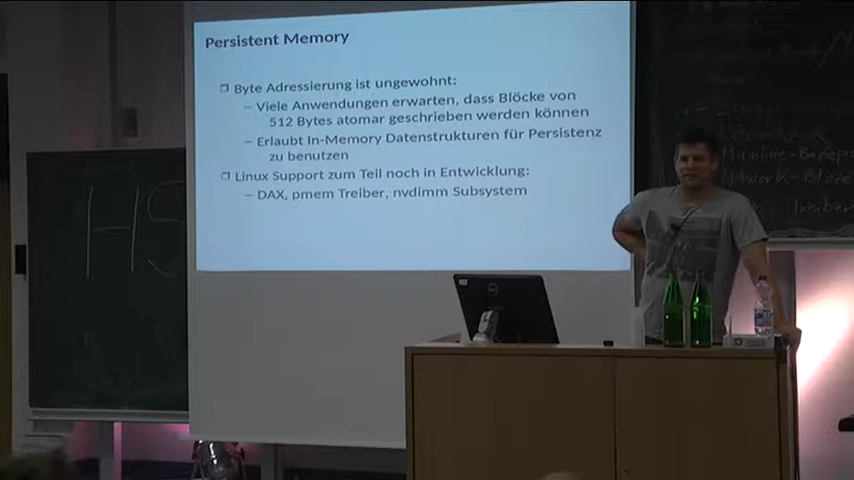 Persistent Memory
❐ Byte Adressierung ist ungewohnt:
– Viele Anwendungen erwarten, dass Blöcke von
512 Bytes atomar geschrieben werden können
– Erlaubt In-Memory Datenstrukturen für Persistenz
zu benutzen
❐ Linux Support zum Teil noch in Entwicklung:
– DAX, pmem Treiber, nvdimm Subsystem
HS